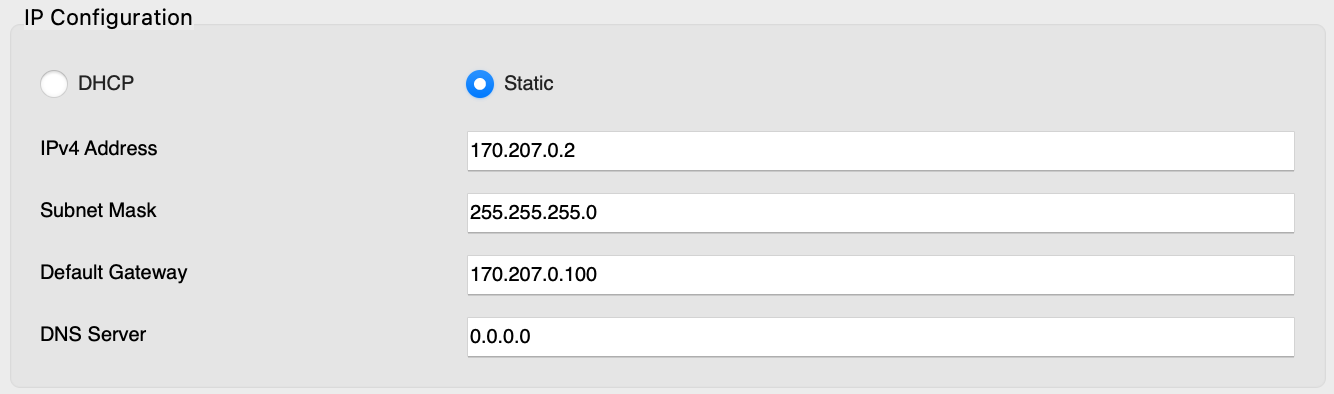 IP Configuration
DHCP Static
IPv4 Address 170.207.0.2
Subnet Mask 255.255.255.0
Default Gateway 170.207.0.100
DNS Server 0.0.0.0